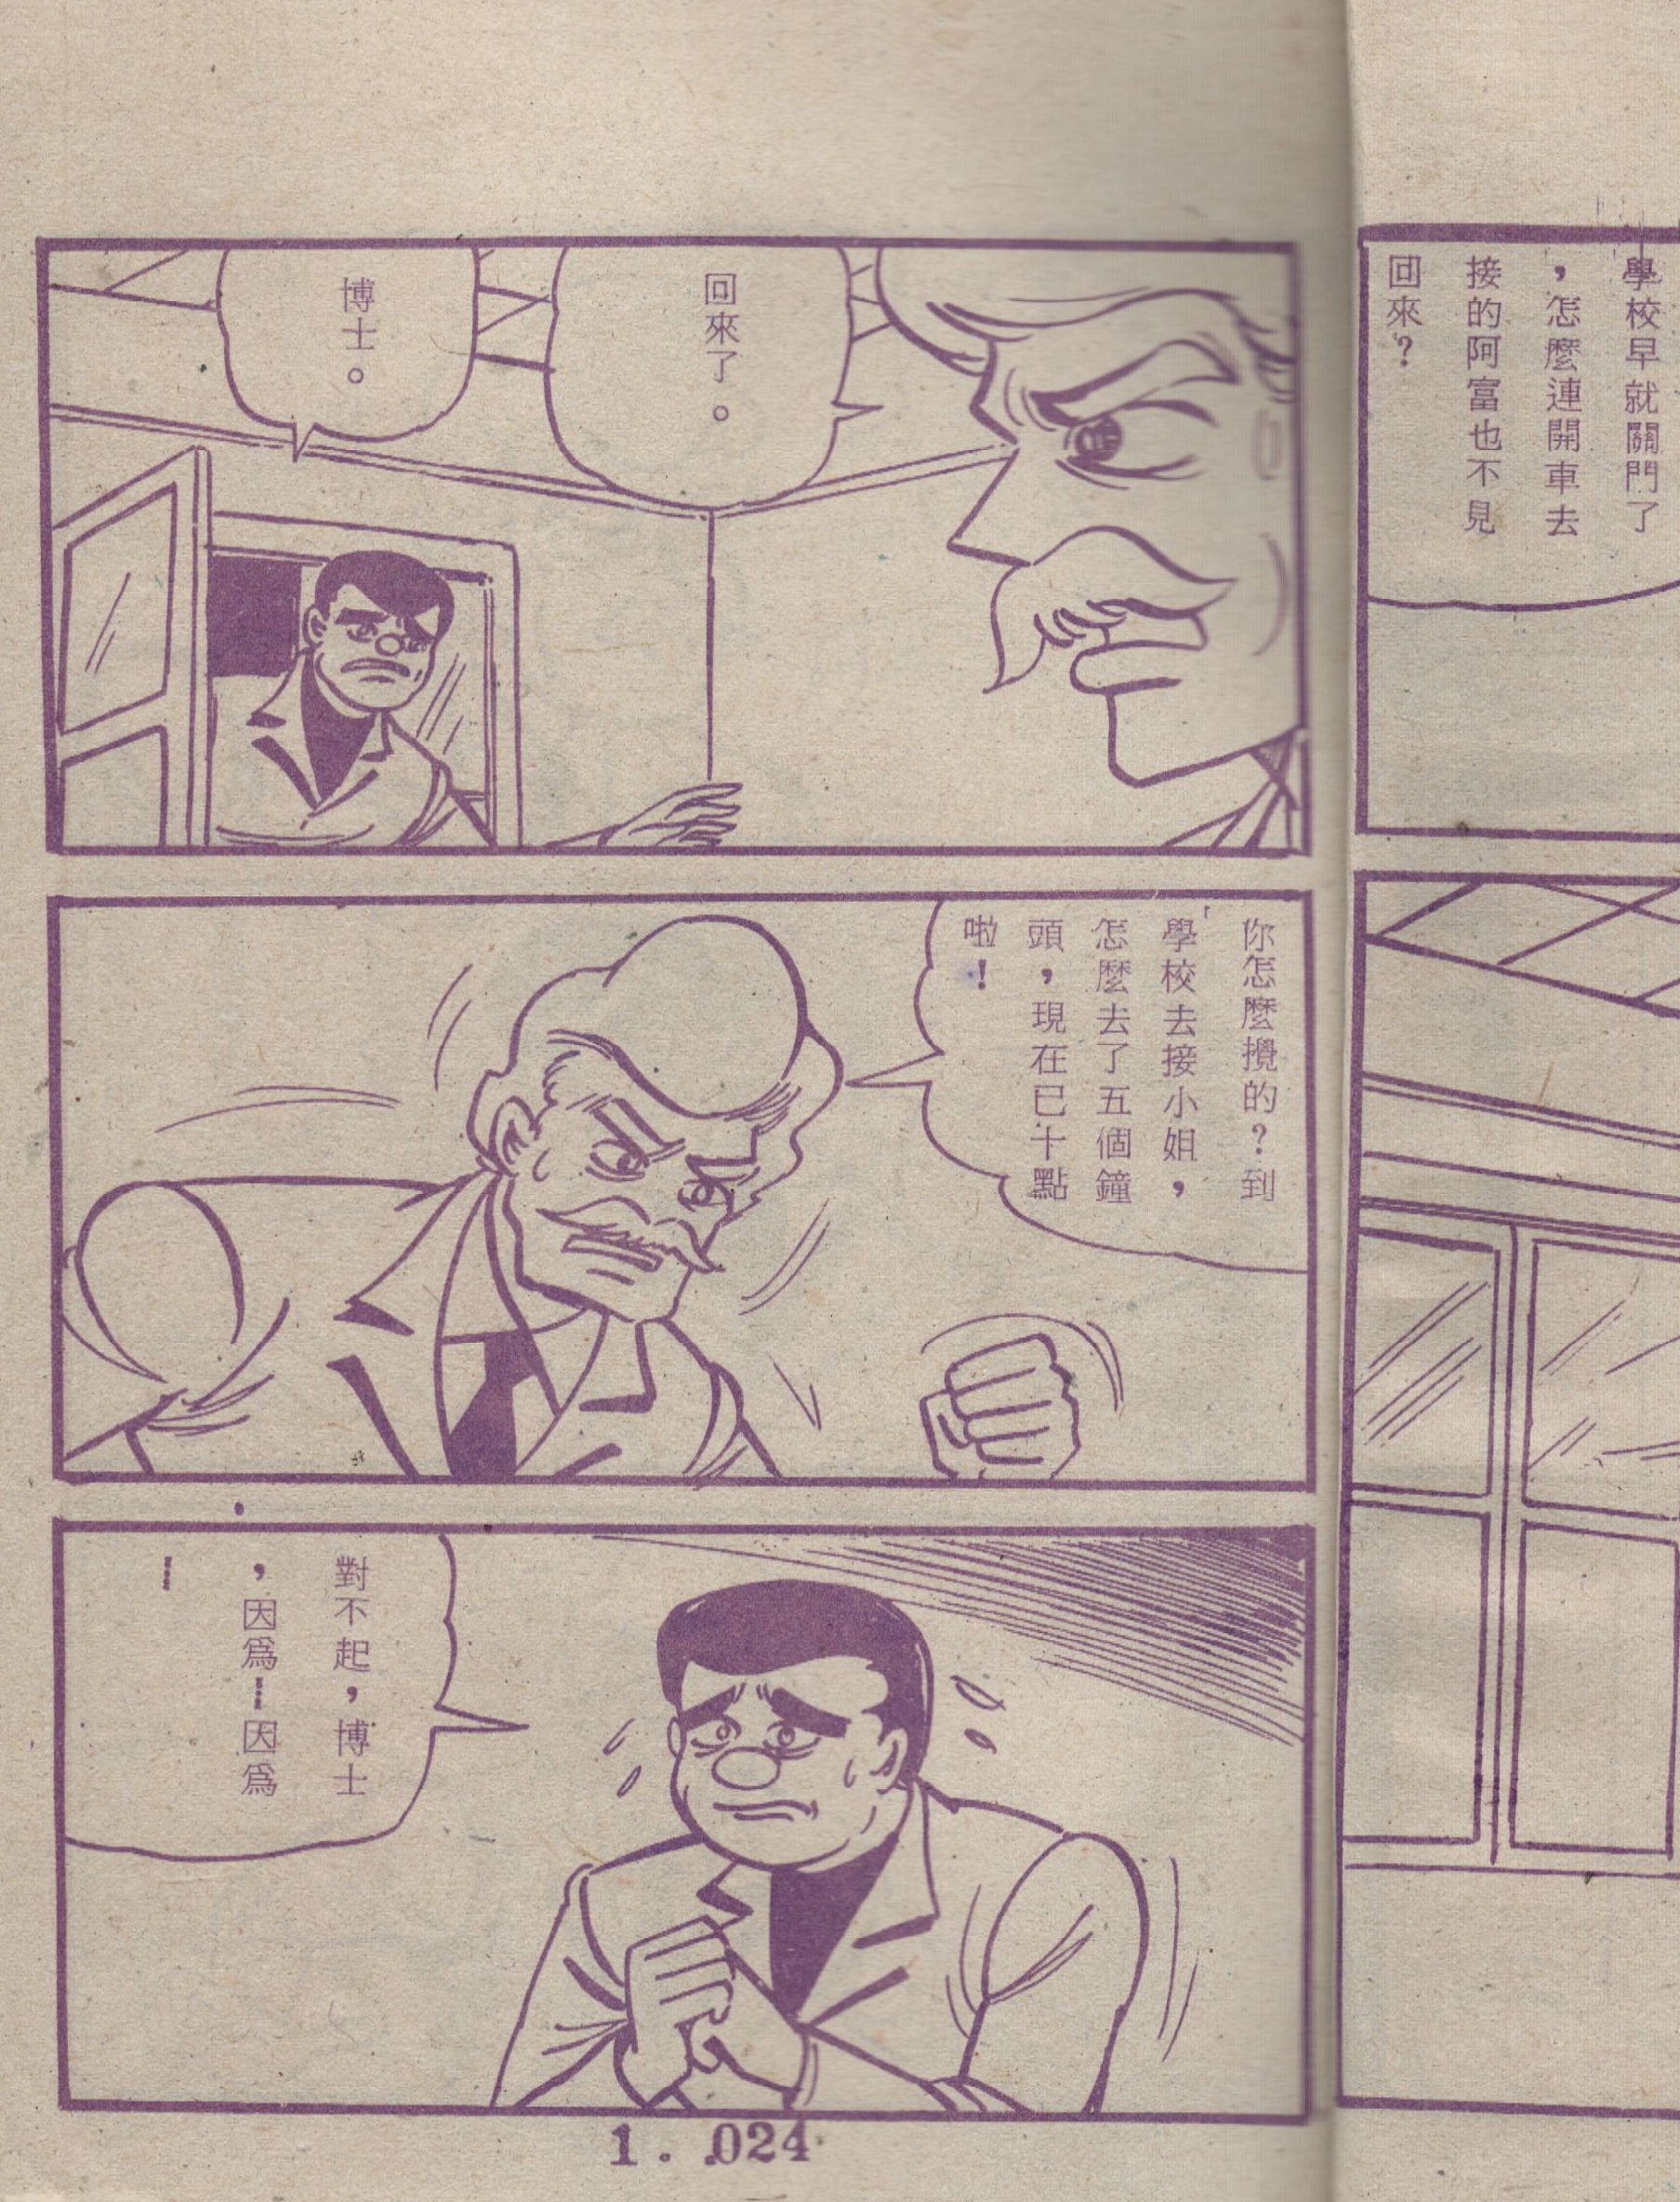 學校早就關門了
，怎麼連開車去
接的阿富也不見
回來？
回來了。
博士。
你怎麼攪的？到
學校去接小姐，
怎麼去了五個鐘
頭，現在已十點
啦！
對不起，博士
，因爲┅因爲
┅
1.024